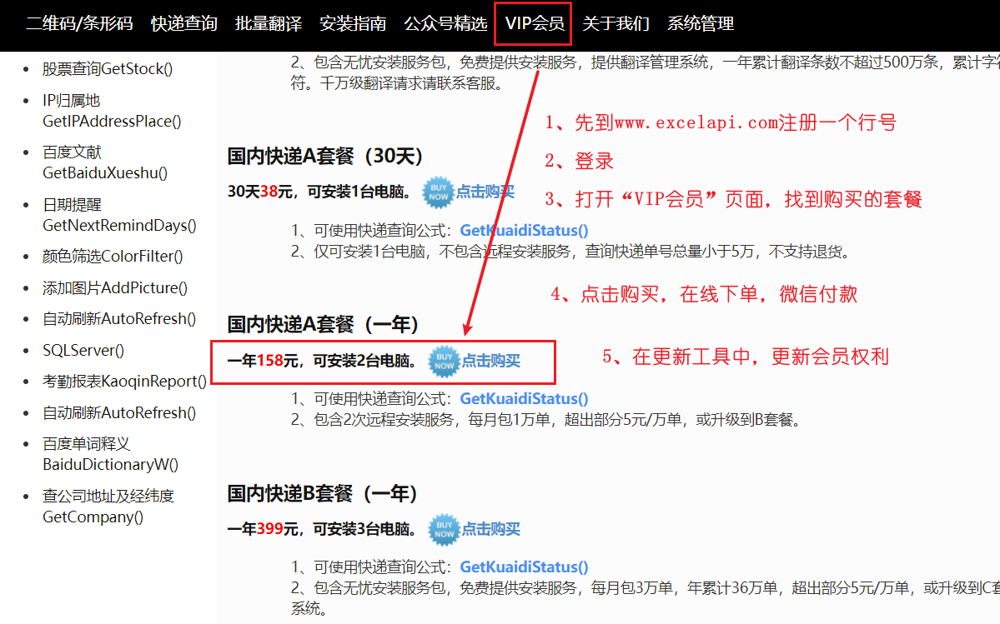 二维码/条形码 快递查询 批量翻译 安装指南 公众号精选 VIP会员 关于我们 系统管理
股票查询GetStock()
IP归属地
GetIPAddressPlace()
百度文献
GetBaiduXueshu()
日期提醒
GetNextRemindDays()
颜色筛选ColorFilter()
添加图片AddPicture()
自动刷新AutoRefresh()
SQLServer()
考勤报表KaoqinReport()
自动刷新AutoRefresh()
百度单词释义
BaiduDictionaryW()
查公司地址及经纬度
GetCompany()
2、包含无忧安装服务包，免费提供安装服务，提供翻译管理系统，一年累计翻译条数不超过500万条，累计字符
符。千万级翻译请求请联系客服。
国内快递A套餐（30天）
30天38元，可安装1台电脑。 BUY NOW 点击购买
1、可使用快递查询公式：GetKuaidiStatus()
2、仅可安装1台电脑，不包含远程安装服务，查询快递单号总量小于5万，不支持退货。
国内快递A套餐（一年）
一年158元，可安装2台电脑。 BUY NOW 点击购买
1、可使用快递查询公式：GetKuaidiStatus()
2、包含2次远程安装服务，每月包1万单，超出部分5元/万单，或升级到B套餐。
国内快递B套餐（一年）
一年399元，可安装3台电脑。 BUY NOW 点击购买
1、可使用快递查询公式：GetKuaidiStatus()
2、包含无忧安装服务包，免费提供安装服务，每月包3万单，年累计36万单，超出部分5元/万单，或升级到C套
系统。
1、先到www.excelapi.com注册一个行号
2、登录
3、打开“VIP会员”页面，找到购买的套餐
4、点击购买，在线下单，微信付款
5、在更新工具中，更新会员权利